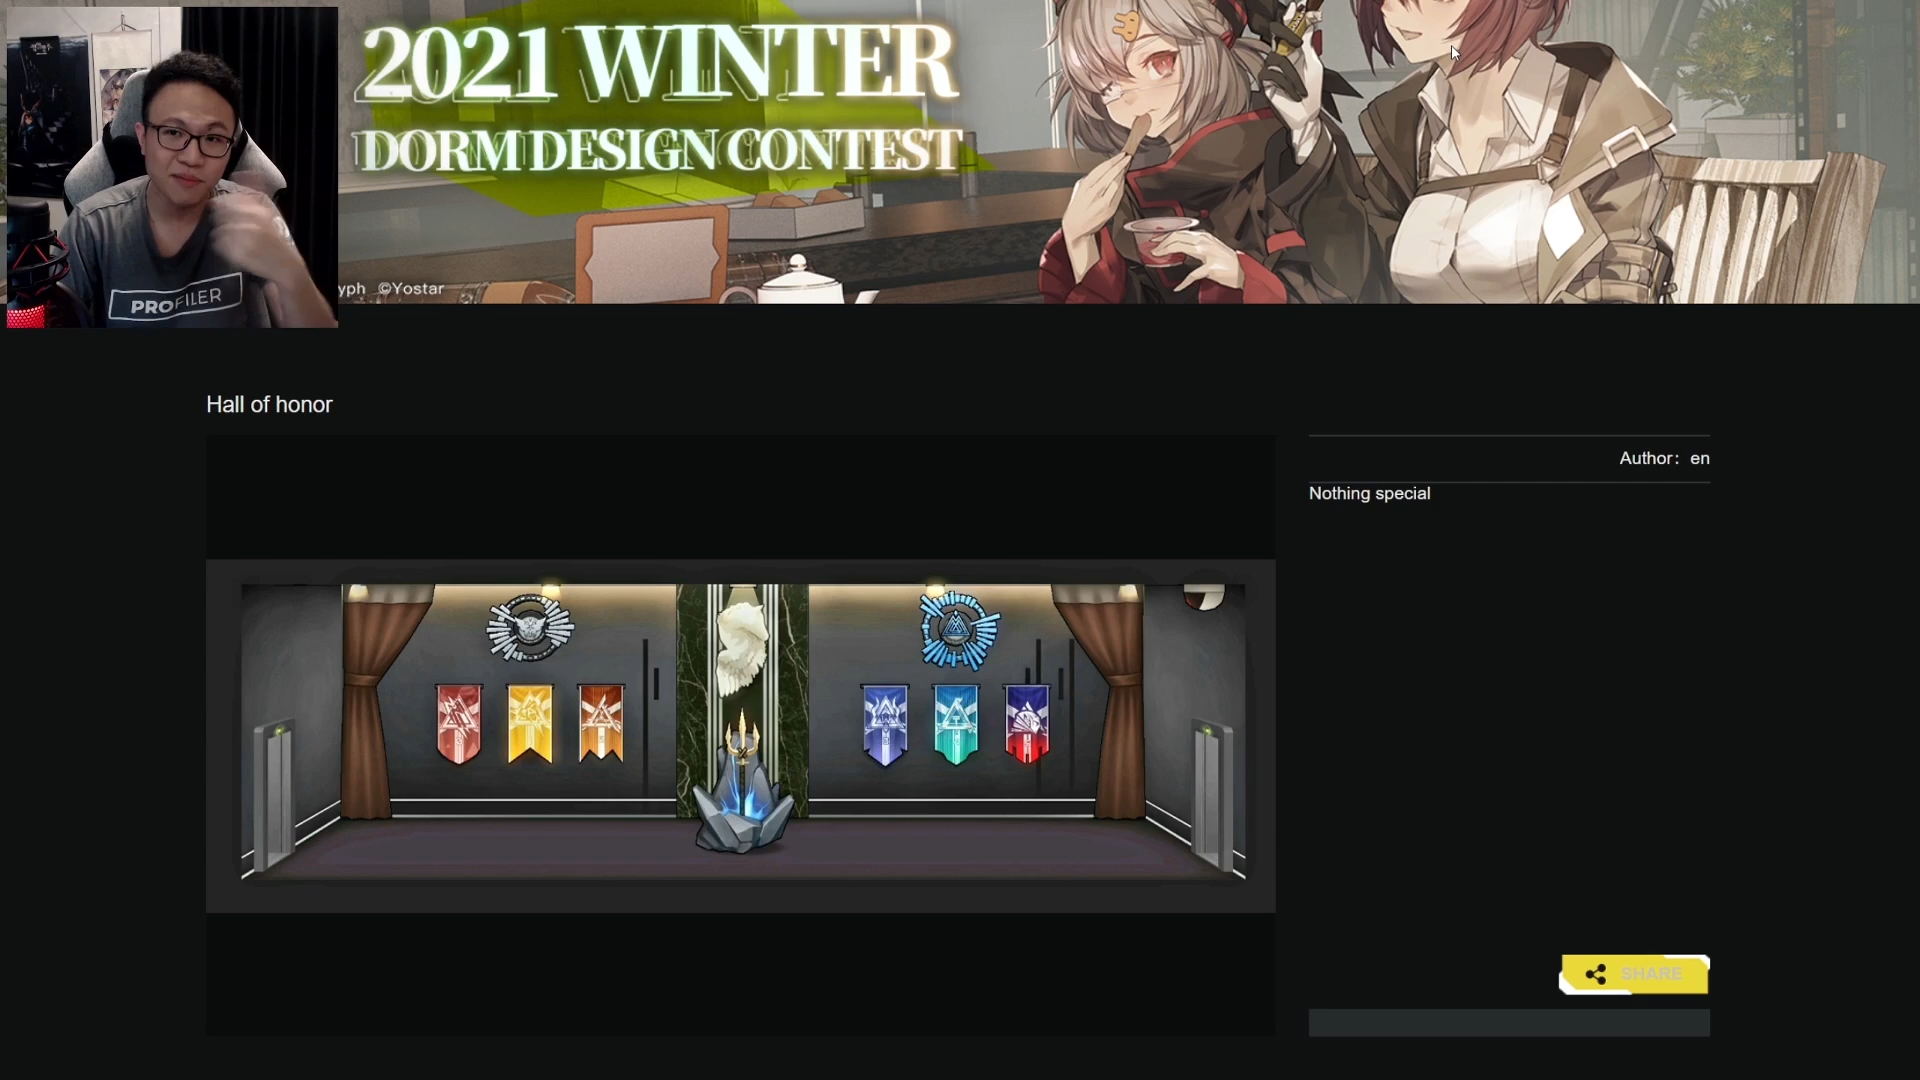 2021 WINTER
DORM DESIGN CONTEST
PROFILER
yph ©Yostar
Hall of honor
Author: en
Nothing special
SHARE